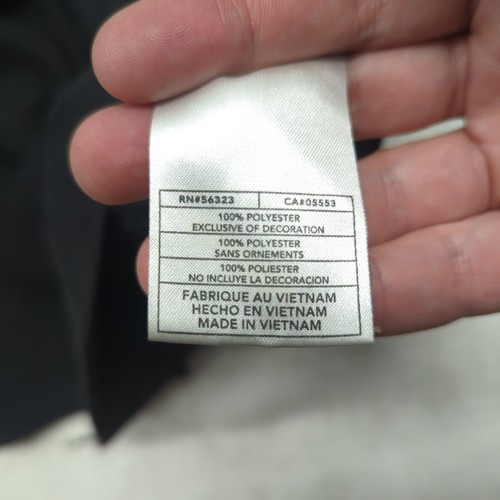 RN#56323 CA#05553
100% POLYESTER
EXCLUSIVE OF DECORATION
100% POLYESTER
SANS ORNEMENTS
100% POLIESTER
NO INCLUYE LA DECORACION
FABRIQUE AU VIETNAM
HECHO EN VIETNAM
MADE IN VIETNAM